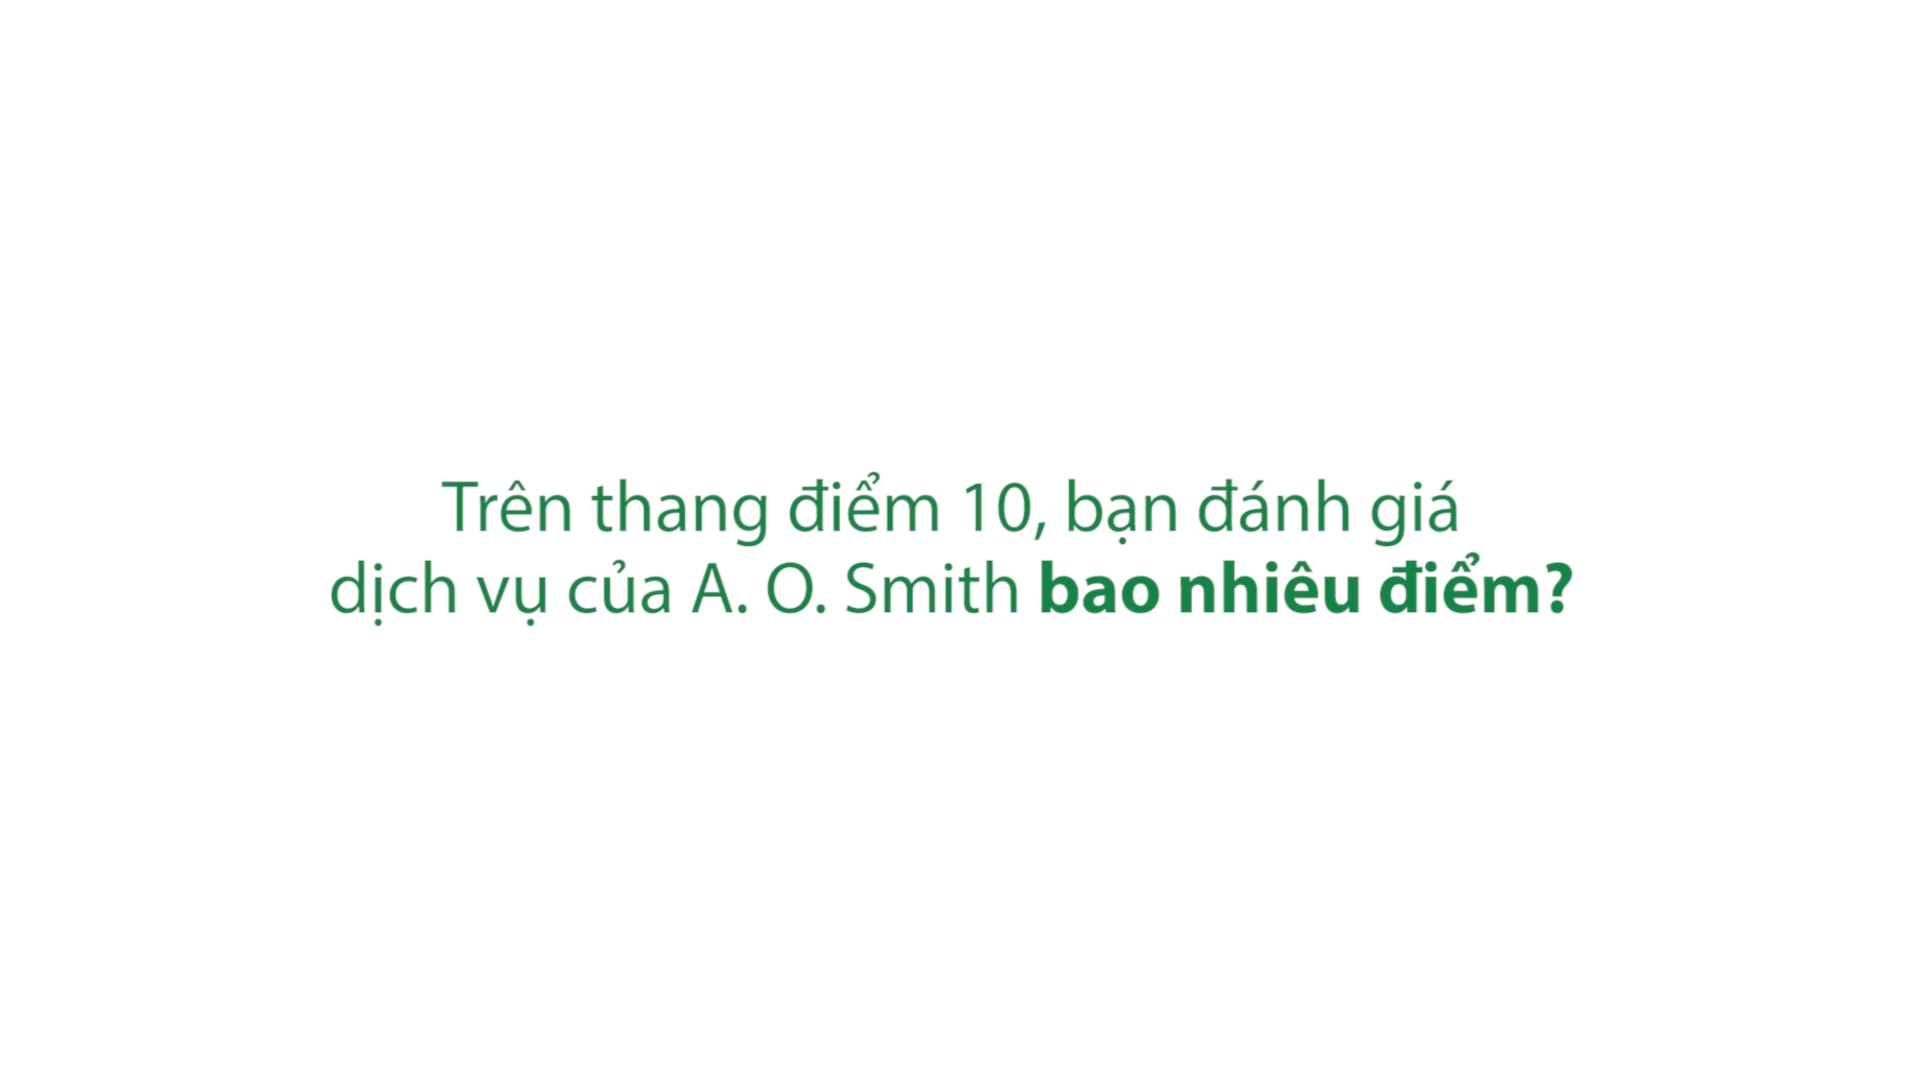 Trên thang điểm 10, bạn đánh giá
dịch vụ của A. O. Smith bao nhiêu điểm?